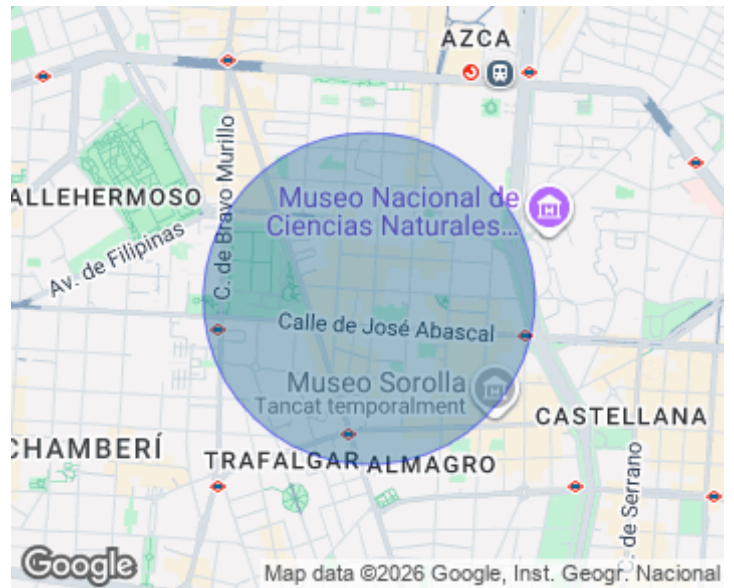 AZCA
C. de Bravo Murillo
ALLEHERMOSO
Museo Nacional de
Ciencias Naturales...
Av. de Filipinas
Calle de José Abascal
Museo Sorolla
Tancat temporalment
CASTELLANA
CHAMBERÍ
TRAFALGAR
ALMAGRO
C. de Serrano
Google
Map data ©2026 Google, Inst. Geogr. Nacional